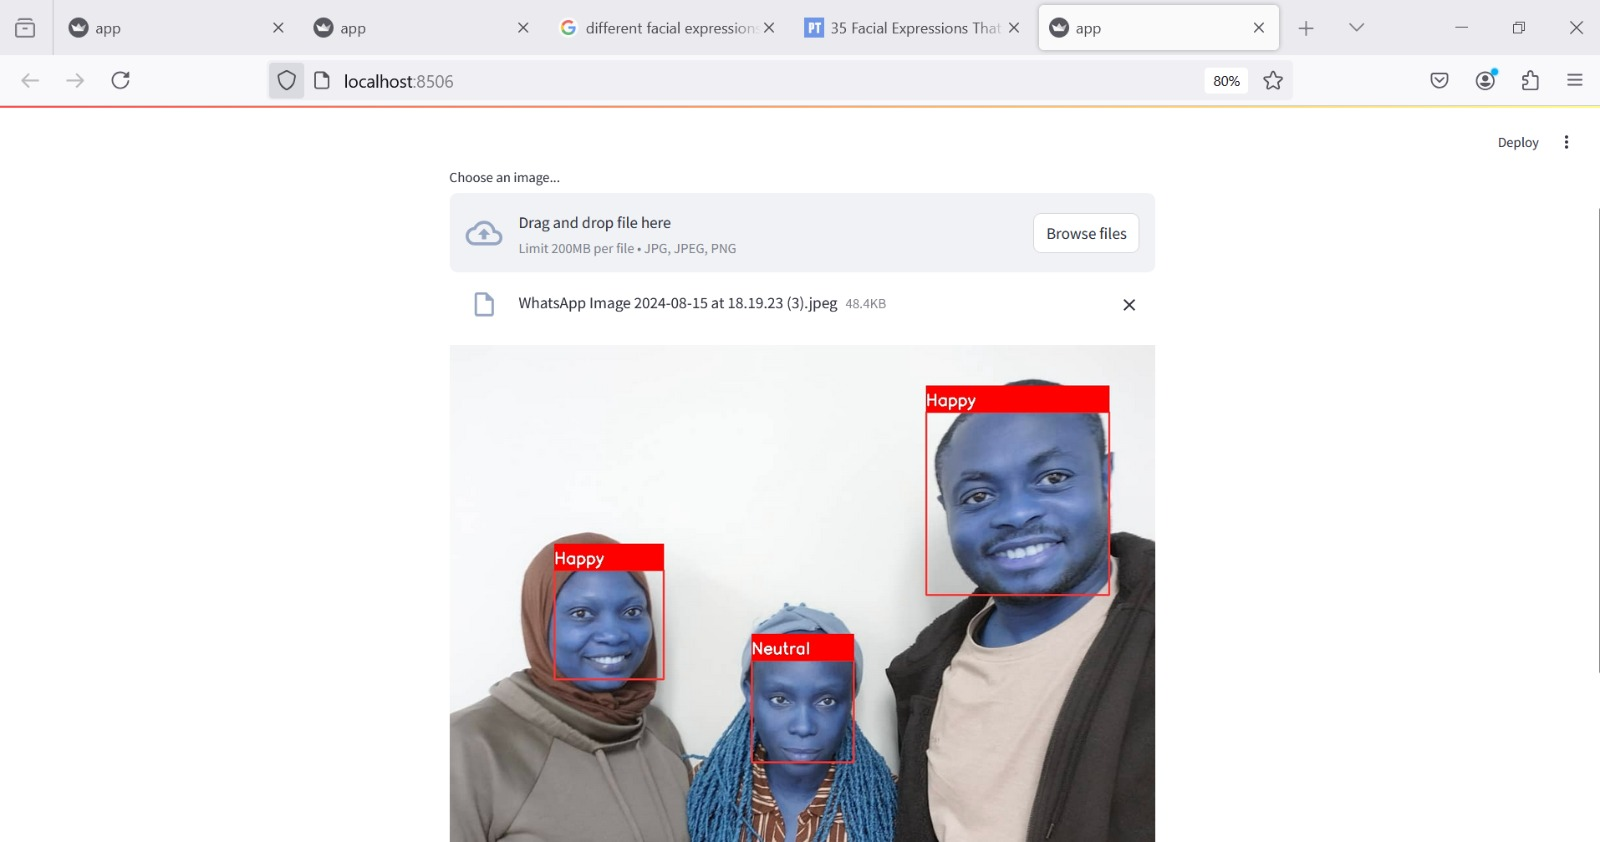 app
app
different facial expressions
35 Facial Expressions That
app
localhost:8506
80%
Deploy
Choose an image...
Drag and drop file here
Limit 200MB per file • JPG, JPEG, PNG
Browse files
WhatsApp Image 2024-08-15 at 18.19.23 (3).jpeg 48.4KB
Happy
Happy
Neutral